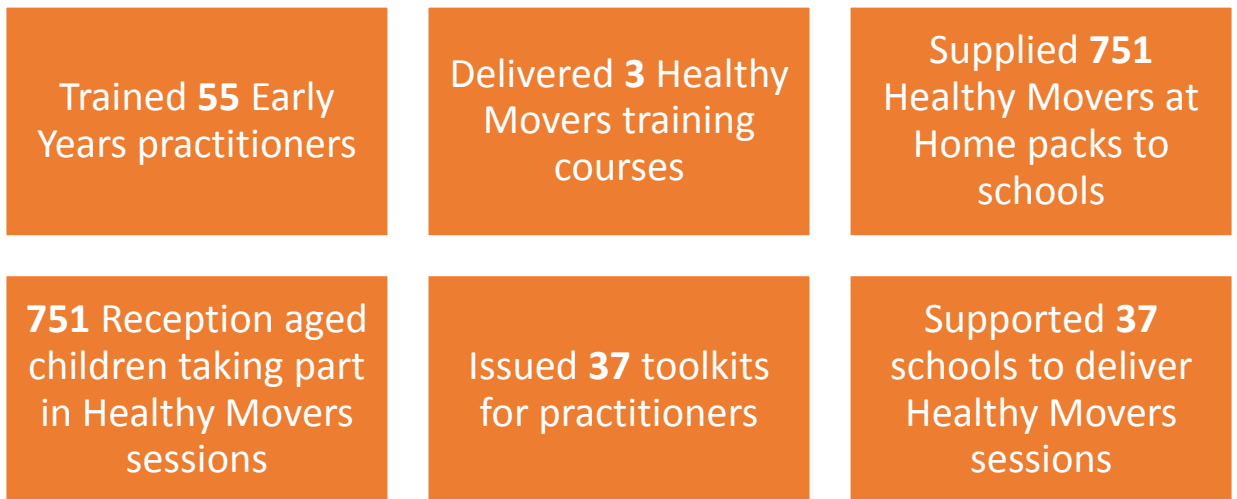 Trained 55 Early
Years practitioners
Delivered 3 Healthy
Movers training
courses
Supplied 751
Healthy Movers at
Home packs to
schools
751 Reception aged
children taking part
in Healthy Movers
sessions
Issued 37 toolkits
for practitioners
Supported 37
schools to deliver
Healthy Movers
sessions